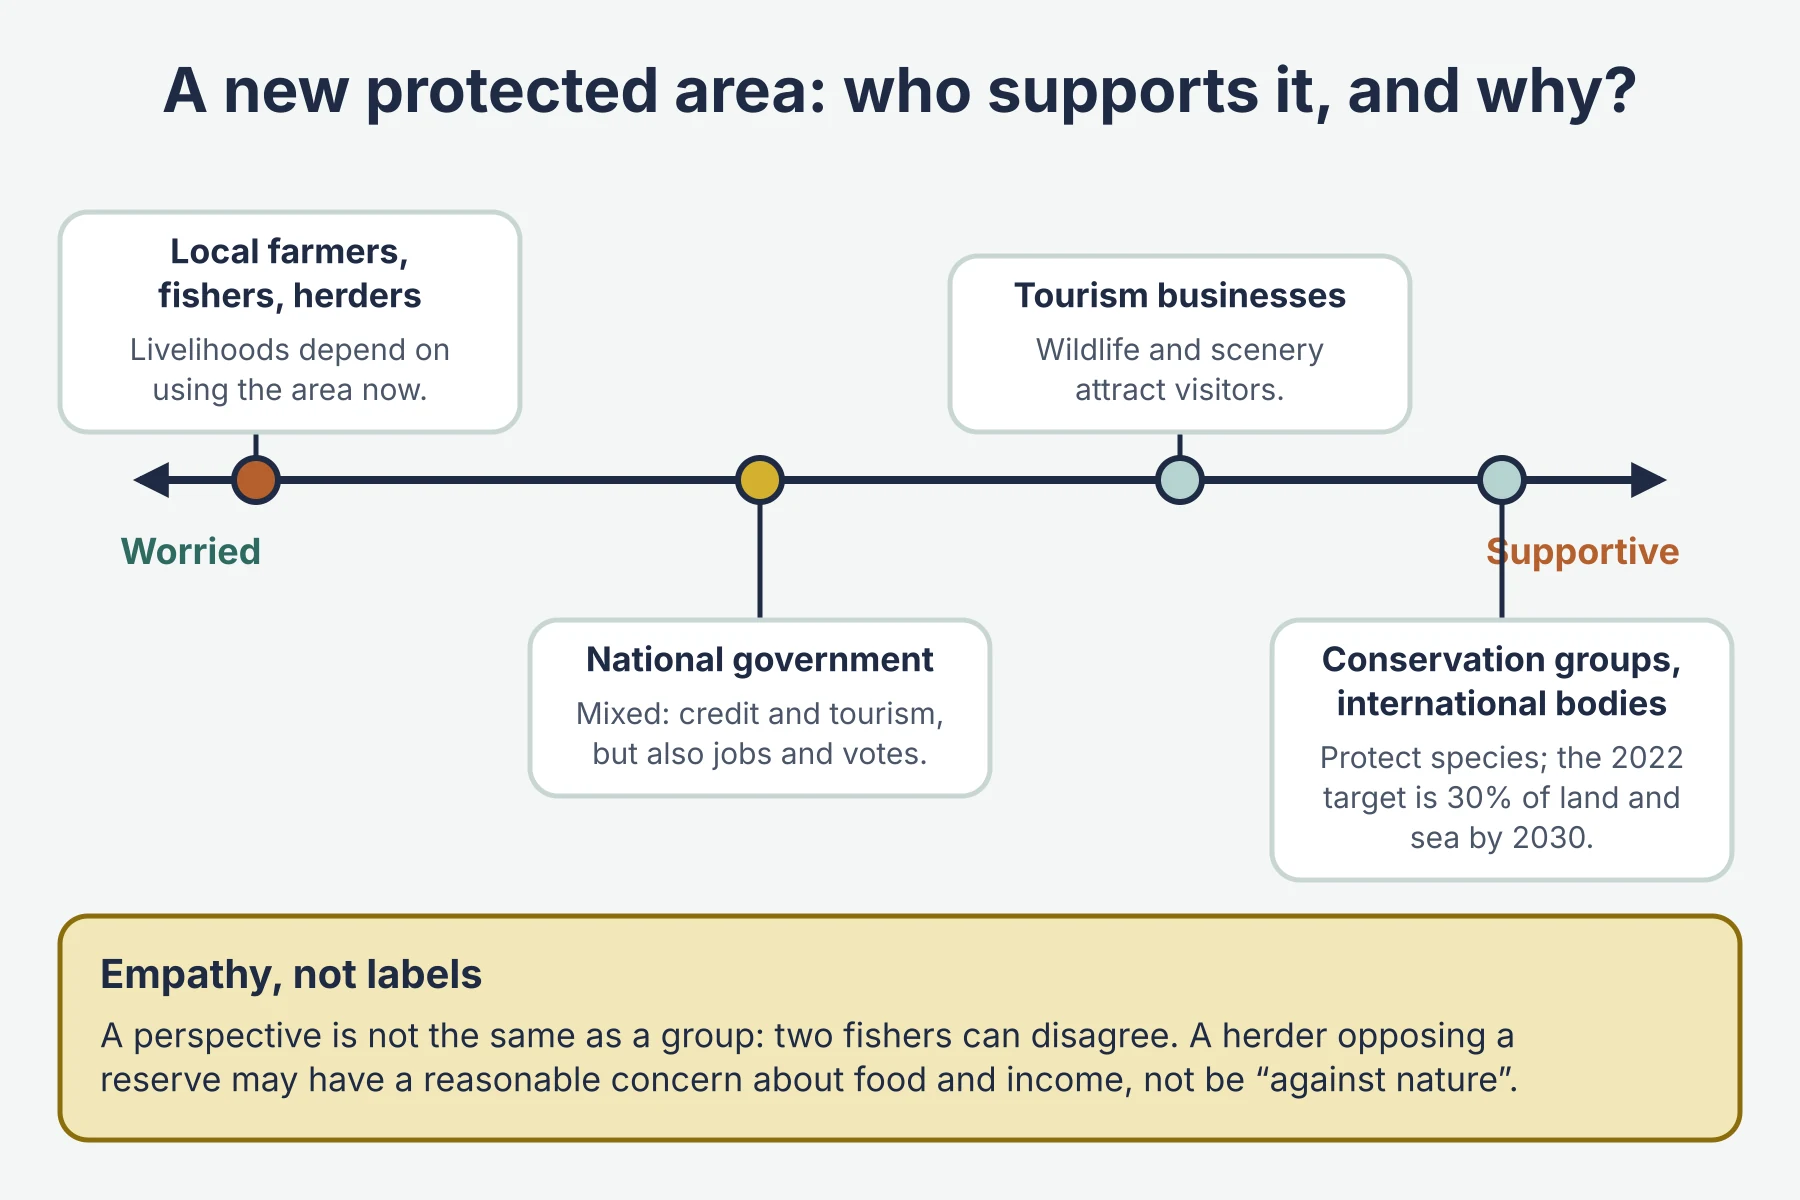 A new protected area: who supports it, and why?
Local farmers,
fishers, herders
Livelihoods depend on
using the area now.
Tourism businesses
Wildlife and scenery
attract visitors.
Worried
Supportive
National government
Mixed: credit and tourism,
but also jobs and votes.
Conservation groups,
international bodies
Protect species; the 2022
target is 30% of land and
sea by 2030.
Empathy, not labels
A perspective is not the same as a group: two fishers can disagree. A herder opposing a
reserve may have a reasonable concern about food and income, not be “against nature”.